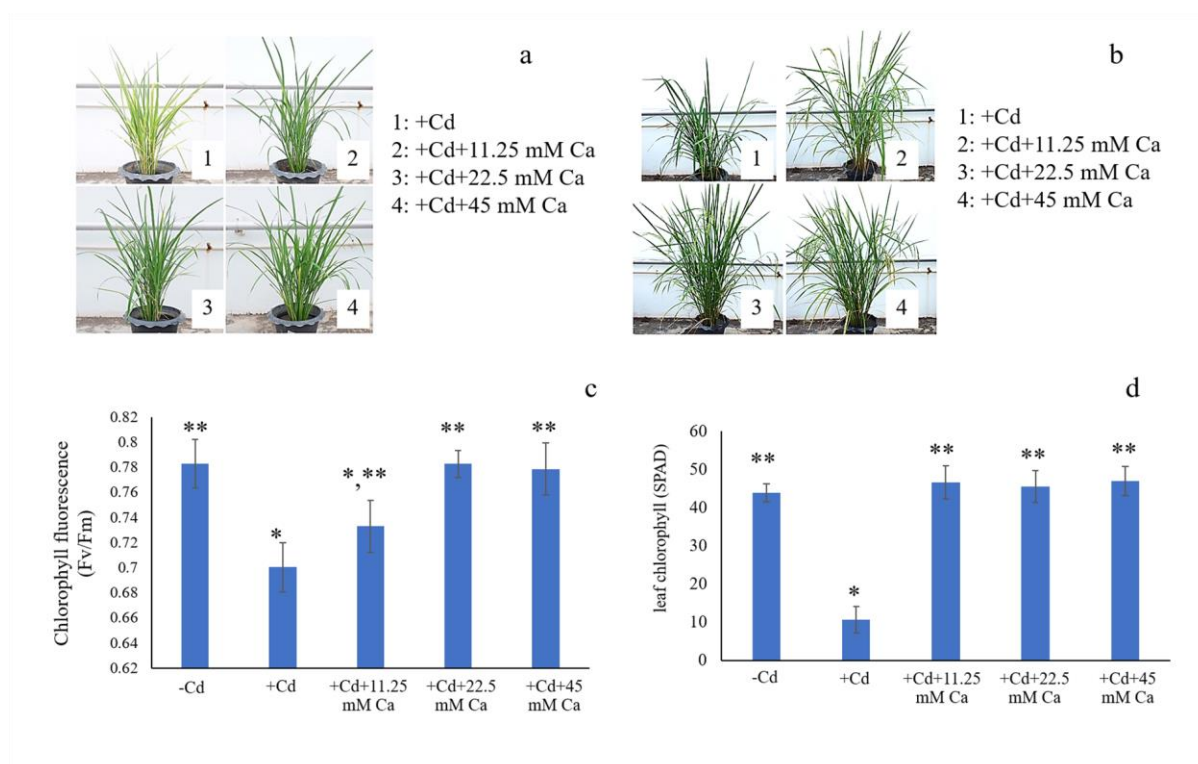 a
1
2
3
4
1: +Cd
2: +Cd+11.25 mM Ca
3: +Cd+22.5 mM Ca
4: +Cd+45 mM Ca
b
1
2
3
4
1: +Cd
2: +Cd+11.25 mM Ca
3: +Cd+22.5 mM Ca
4: +Cd+45 mM Ca
c
Chlorophyll fluorescence
(Fv/Fm)
0.82
0.8
0.78
0.76
0.74
0.72
0.7
0.68
0.66
0.64
0.62
**
*
*,**
**
**
-Cd
+Cd
+Cd+11.25
mM Ca
+Cd+22.5
mM Ca
+Cd+45
mM Ca
d
leaf chlorophyll (SPAD)
60
50
40
30
20
10
0
**
*
**
**
**
-Cd
+Cd
+Cd+11.25
mM Ca
+Cd+22.5
mM Ca
+Cd+45
mM Ca